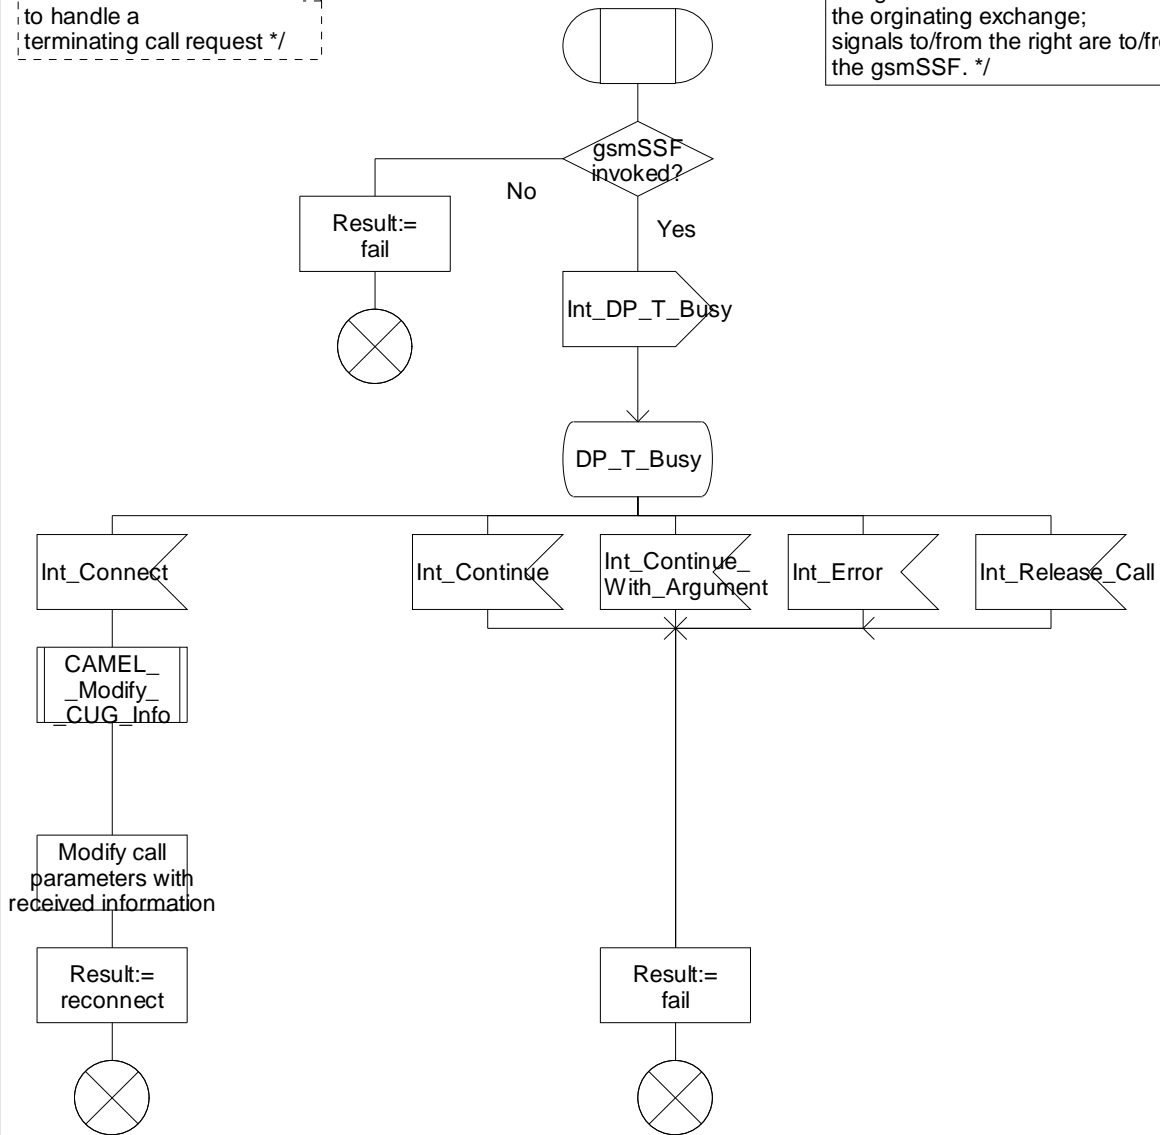 to handle a
terminating call request */
the orginating exchange;
signals to/from the right are to/fr
the gsmSSF. */
gsmSSF
invoked?
No
Yes
Result:=
fail
Int_DP_T_Busy
DP_T_Busy
Int_Connect
Int_Continue
Int_Continue_
With_Argument
Int_Error
Int_Release_Call
CAMEL_
_Modify_
_CUG_Info
Modify call
parameters with
received information
Result:=
reconnect
Result:=
fail